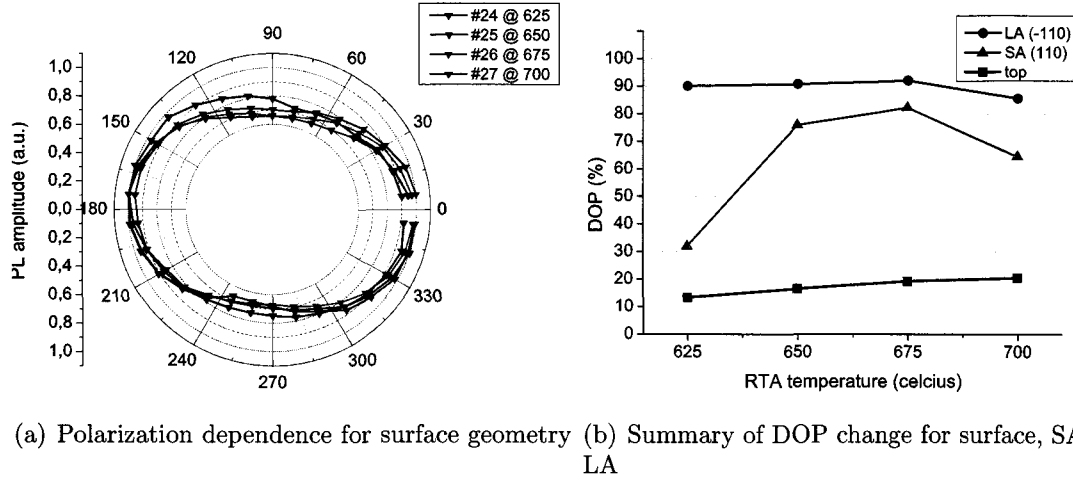 #24 @ 625
#25 @ 650
#26 @ 675
#27 @ 700
90
120
60
150
30
180
0
210
330
240
300
270
1,0
0,8
0,6
0,4
0,2
0,0
0,2
0,4
0,6
0,8
1,0
PL amplitude (a.u.)
LA (-110)
SA (110)
top
100
90
80
70
60
50
40
30
20
10
0
DOP (%)
625
650
675
700
RTA temperature (celcius)
(a) Polarization dependence for surface geometry
(b) Summary of DOP change for surface, SA
LA